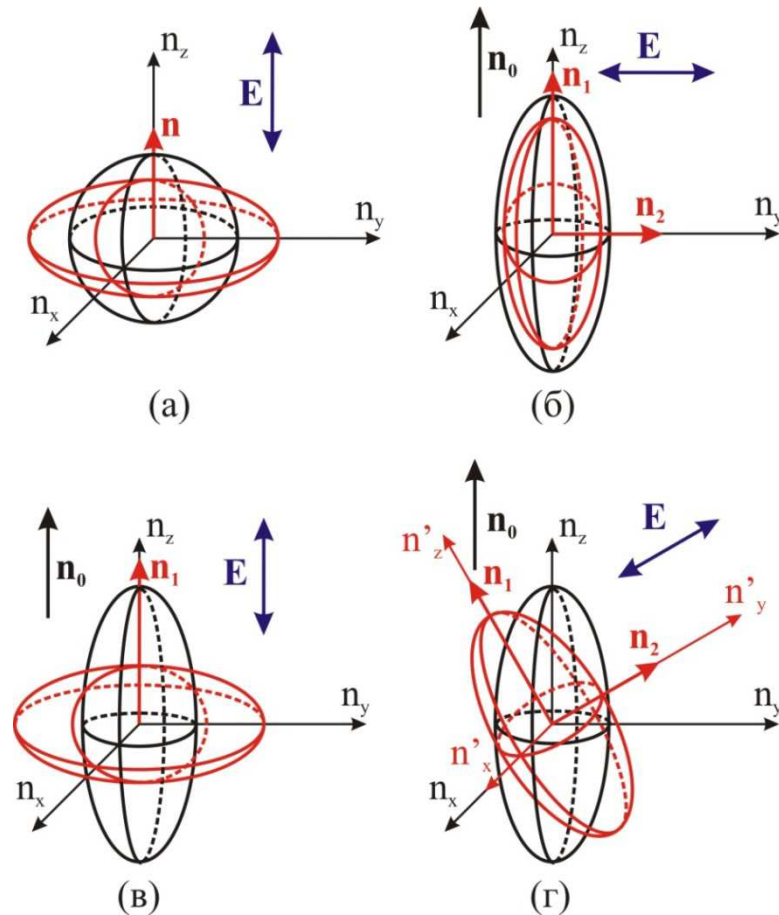 n_z
E
n
n_y
n_x
(а)
n_z
n_0
n_1
E
n_2
n_y
n_x
(б)
n_z
n_0
n_1
E
n_y
n_x
(в)
n_z
n_0
n'_z
n_1
E
n'_y
n_2
n_y
n'_x
n_x
(г)